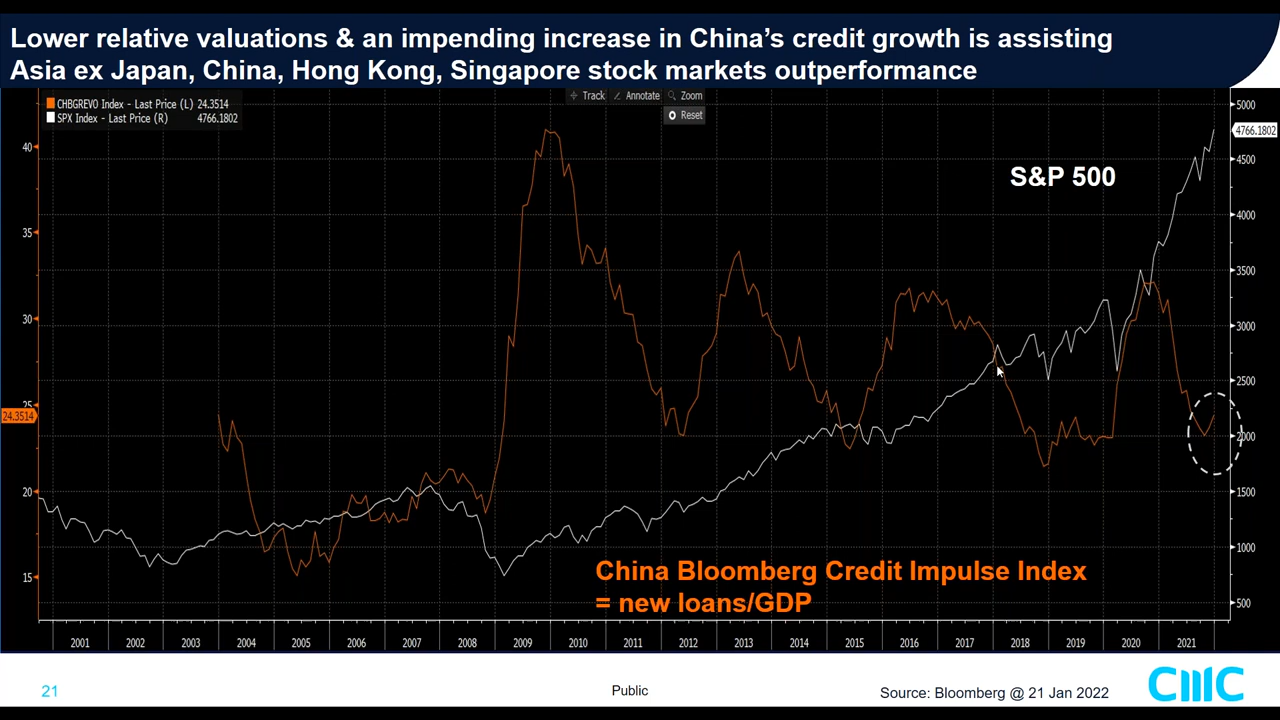 Lower relative valuations & an impending increase in China’s credit growth is assisting
Asia ex Japan, China, Hong Kong, Singapore stock markets outperformance
Track Annotate Zoom
Reset
CHBGREVO Index - Last Price (L) 24.3514
SPX Index - Last Price (R) 4766.1802
S&P 500
40
35
30
25
24.3514
20
15
5000
4766.1802
4500
4000
3500
3000
2500
2000
1500
1000
500
China Bloomberg Credit Impulse Index
= new loans/GDP
2001 2002 2003 2004 2005 2006 2007 2008 2009 2010 2011 2012 2013 2014 2015 2016 2017 2018 2019 2020 2021
21
Public
Source: Bloomberg @ 21 Jan 2022
CMC